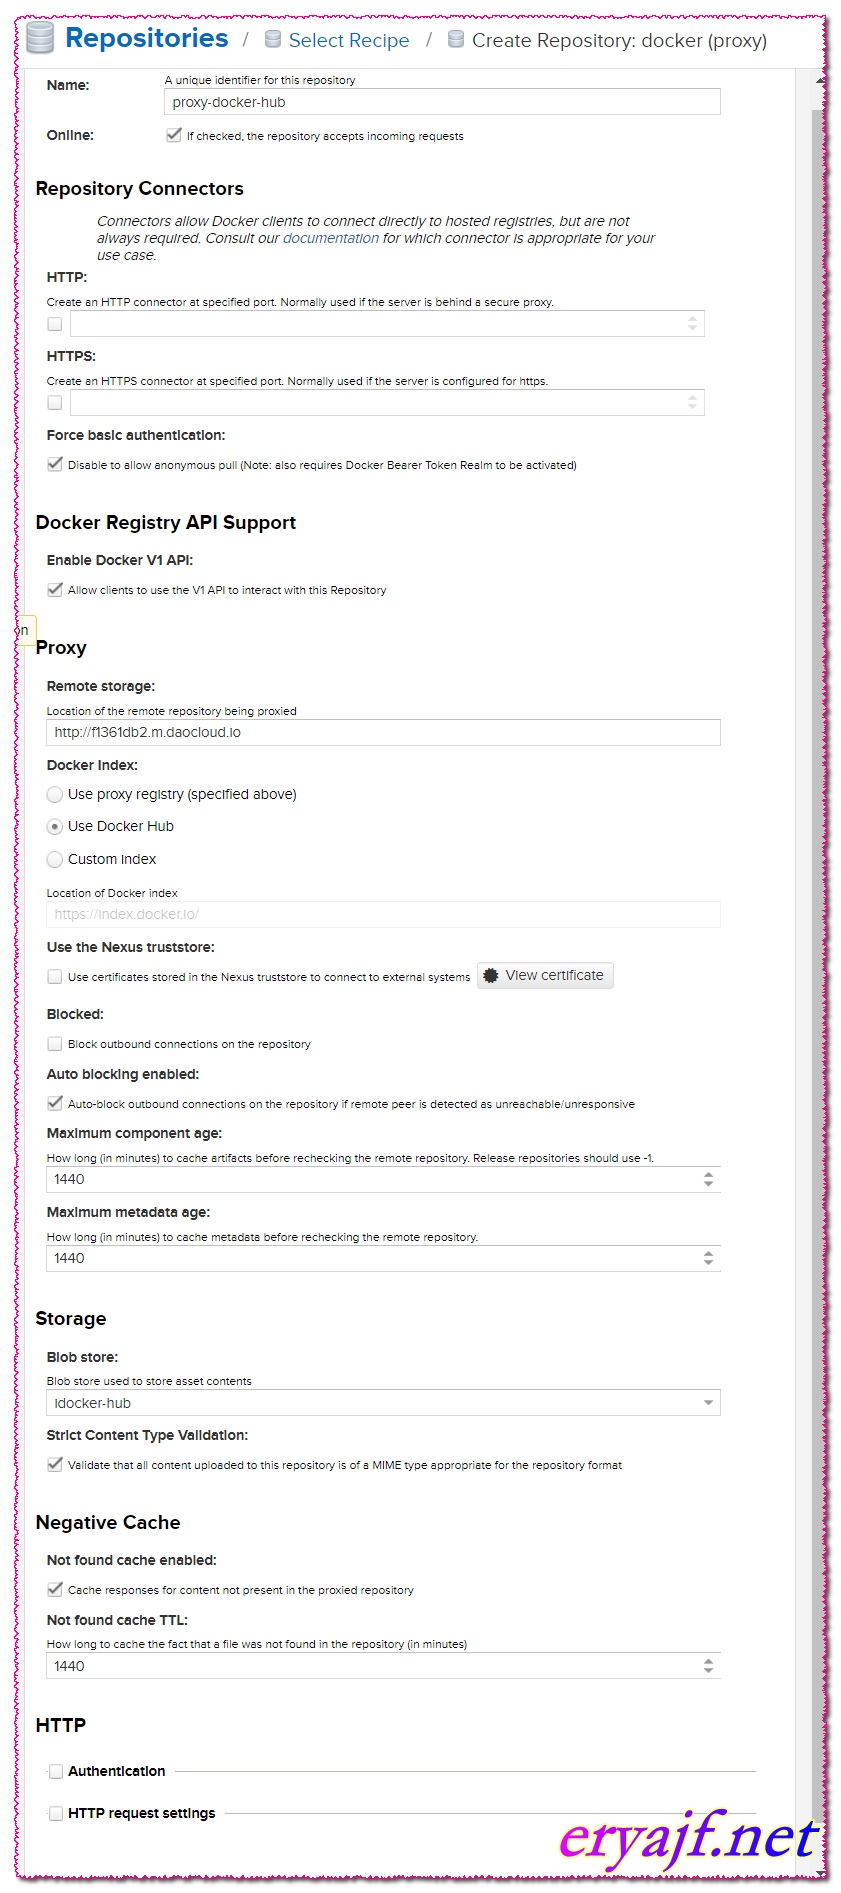 Repositories / Select Recipe / Create Repository: docker (proxy)
Name:
A unique identifier for this repository
proxy-docker-hub
Online:
If checked, the repository accepts incoming requests
Repository Connectors
Connectors allow Docker clients to connect directly to hosted registries, but are not
always required. Consult our documentation for which connector is appropriate for your
use case.
HTTP:
Create an HTTP connector at specified port. Normally used if the server is behind a secure proxy.
HTTPS:
Create an HTTPS connector at specified port. Normally used if the server is configured for https.
Force basic authentication:
Disable to allow anonymous pull (Note: also requires Docker Bearer Token Realm to be activated)
Docker Registry API Support
Enable Docker V1 API:
Allow clients to use the V1 API to interact with this Repository
on
Proxy
Remote storage:
Location of the remote repository being proxied
http://f1361db2.m.daocloud.io
Docker Index:
Use proxy registry (specified above)
Use Docker Hub
Custom Index
Location of Docker index
https://index.docker.io/
Use the Nexus truststore:
Use certificates stored in the Nexus truststore to connect to external systems View certificate
Blocked:
Block outbound connections on the repository
Auto blocking enabled:
Auto-block outbound connections on the repository if remote peer is detected as unreachable/unresponsive
Maximum component age:
How long (in minutes) to cache artifacts before rechecking the remote repository. Release repositories should use -1.
1440
Maximum metadata age:
How long (in minutes) to cache metadata before rechecking the remote repository.
1440
Storage
Blob store:
Blob store used to store asset contents
idocker-hub
Strict Content Type Validation:
Validate that all content uploaded to this repository is of a MIME type appropriate for the repository format
Negative Cache
Not found cache enabled:
Cache responses for content not present in the proxied repository
Not found cache TTL:
How long to cache the fact that a file was not found in the repository (in minutes)
1440
HTTP
Authentication
HTTP request settings
eryajf.net